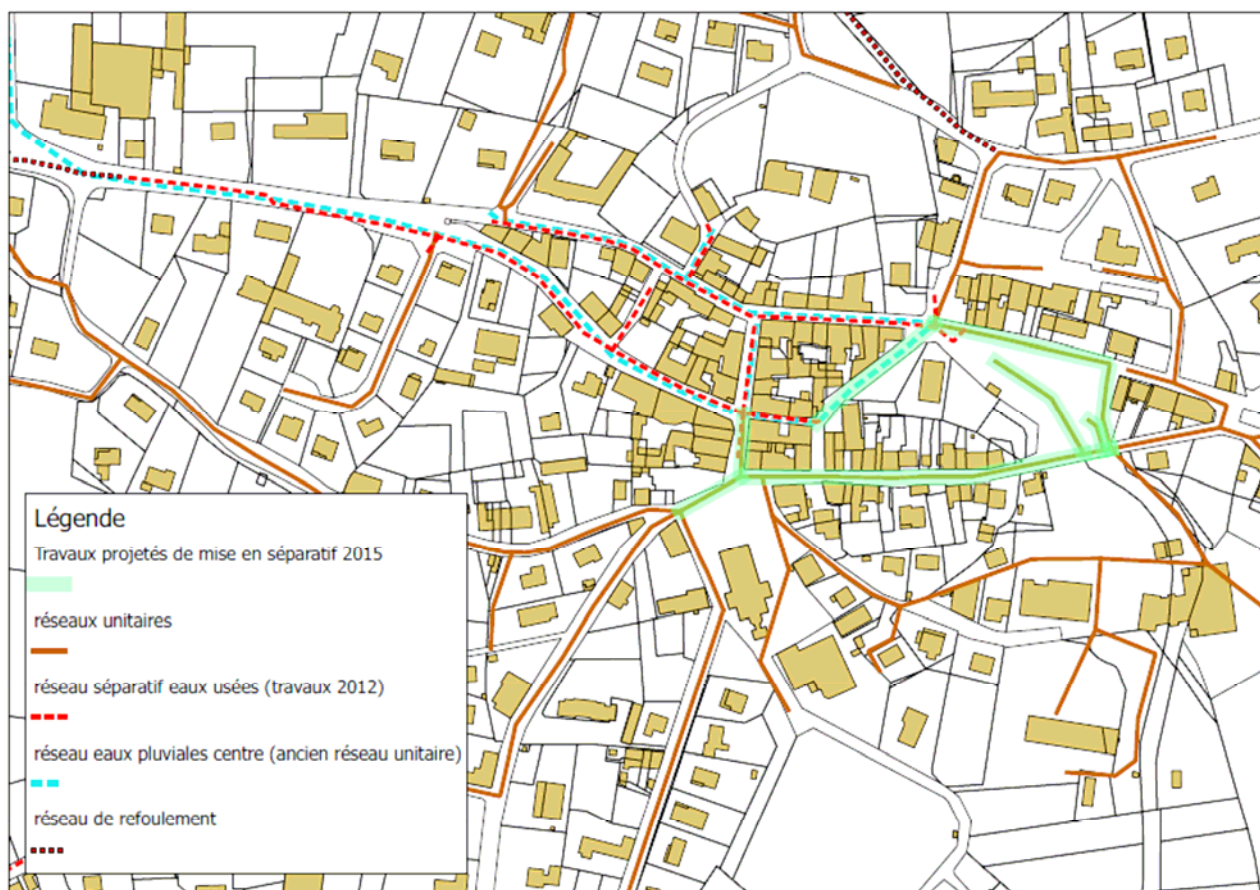 Légende
Travaux projetés de mise en séparatif 2015
réseaux unitaires
réseau séparatif eaux usées (travaux 2012)
réseau eaux pluviales centre (ancien réseau unitaire)
réseau de refoulement